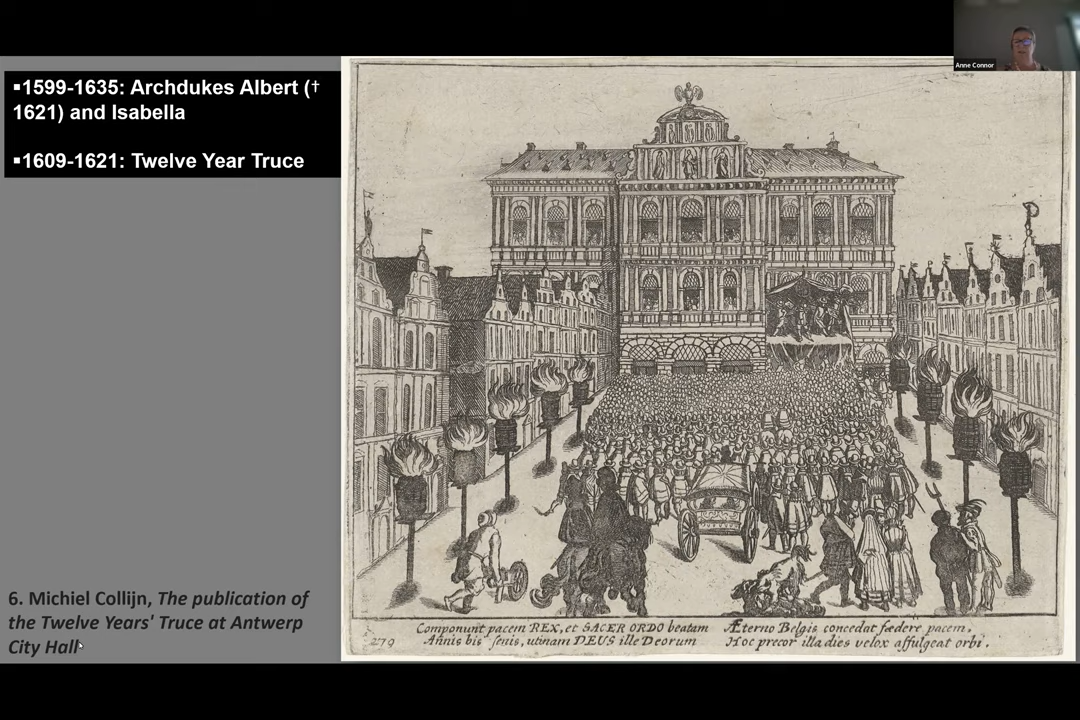 Anne Connor
▪1599-1635: Archdukes Albert (†
1621) and Isabella
▪1609-1621: Twelve Year Truce
6. Michiel Collijn, The publication of
the Twelve Years' Truce at Antwerp
City Hall
Componunt pacem REX, et SACER ORDO beatam
Annis bis senis, utinam DEUS ille Deorum
Æterno Belgis concedat fædere pacem,
Hoc precor illa dies velox affulgeat orbi.
279